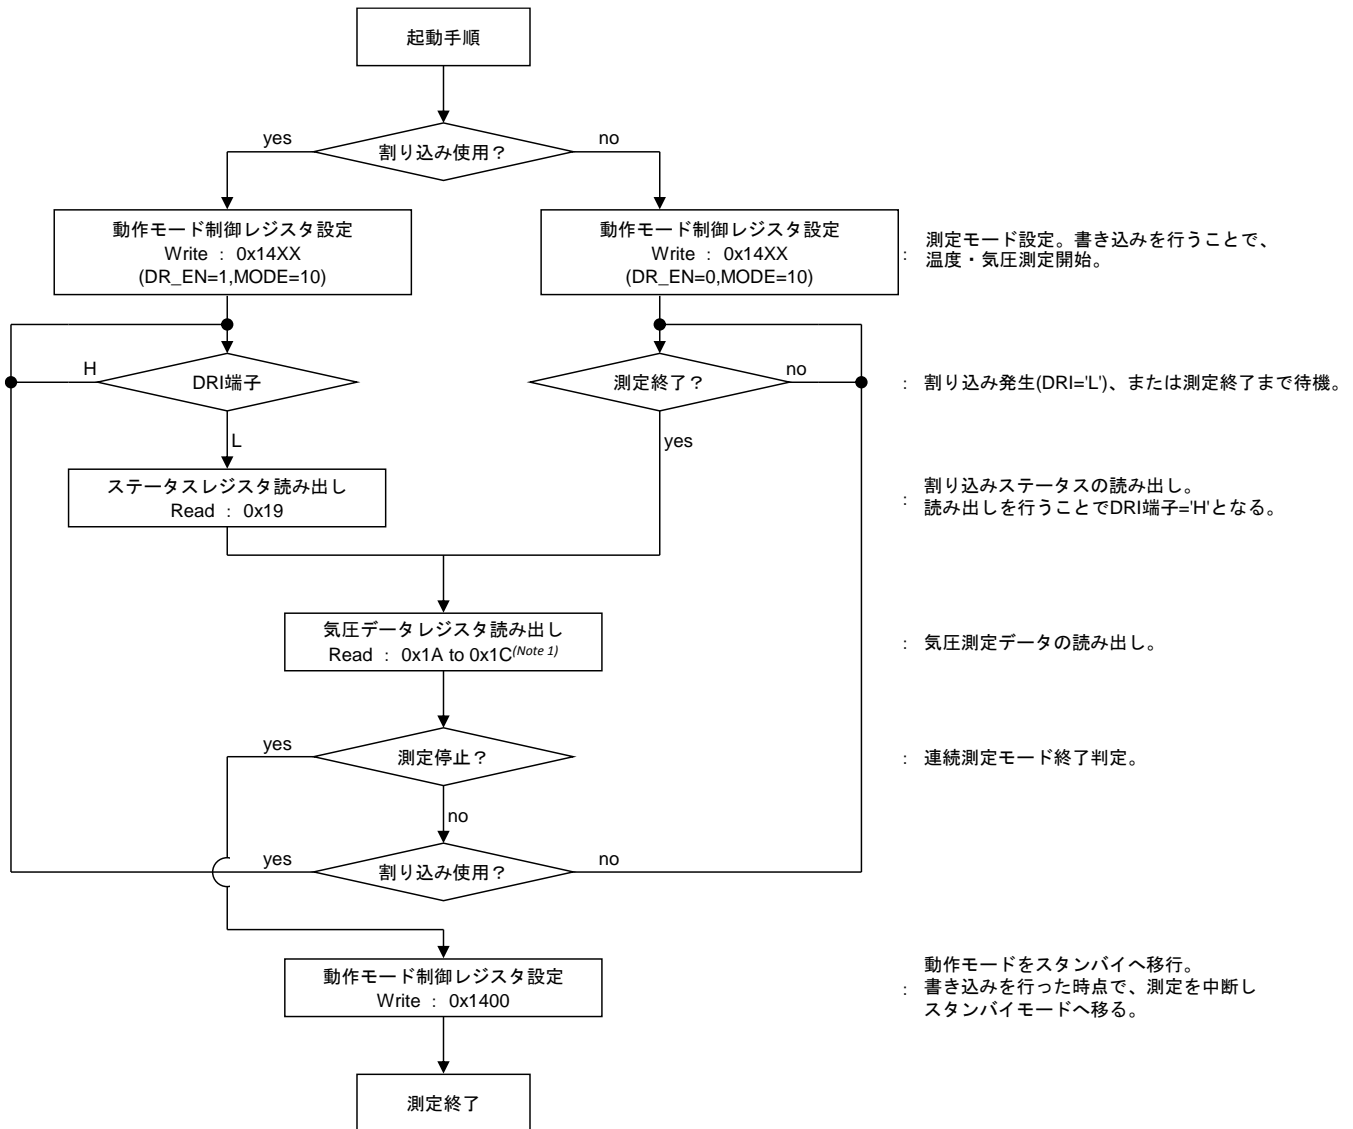 起動手順
yes
割り込み使用？
no
動作モード制御レジスタ設定
Write : 0x14XX
(DR_EN=1,MODE=10)
動作モード制御レジスタ設定
Write : 0x14XX
(DR_EN=0,MODE=10)
: 測定モード設定。書き込みを行うことで、
温度・気圧測定開始。
H
DRI端子
L
測定終了？
no
yes
: 割り込み発生(DRI='L')、または測定終了まで待機。
ステータスレジスタ読み出し
Read : 0x19
: 割り込みステータスの読み出し。
読み出しを行うことでDRI端子='H'となる。
気圧データレジスタ読み出し
Read : 0x1A to 0x1C(Note 1)
: 気圧測定データの読み出し。
yes
測定停止？
no
: 連続測定モード終了判定。
yes
割り込み使用？
no
動作モード制御レジスタ設定
Write : 0x1400
動作モードをスタンバイへ移行。
: 書き込みを行った時点で、測定を中断し
スタンバイモードへ移る。
測定終了